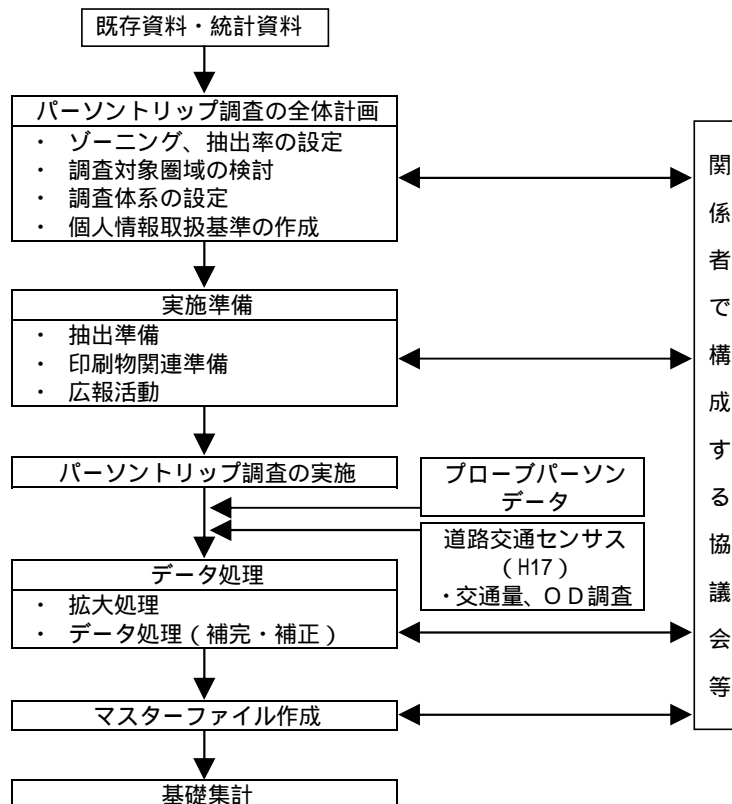 既存資料・統計資料
パーソントリップ調査の全体計画
・ ゾーニング、抽出率の設定
・ 調査対象圏域の検討
・ 調査体系の設定
・ 個人情報取扱基準の作成
実施準備
・ 抽出準備
・ 印刷物関連準備
・ 広報活動
パーソントリップ調査の実施
プローブパーソン
データ
道路交通センサス
(H17)
・交通量、OD調査
データ処理
・ 拡大処理
・ データ処理(補完・補正)
マスターファイル作成
基礎集計
関係者で構成する協議会等